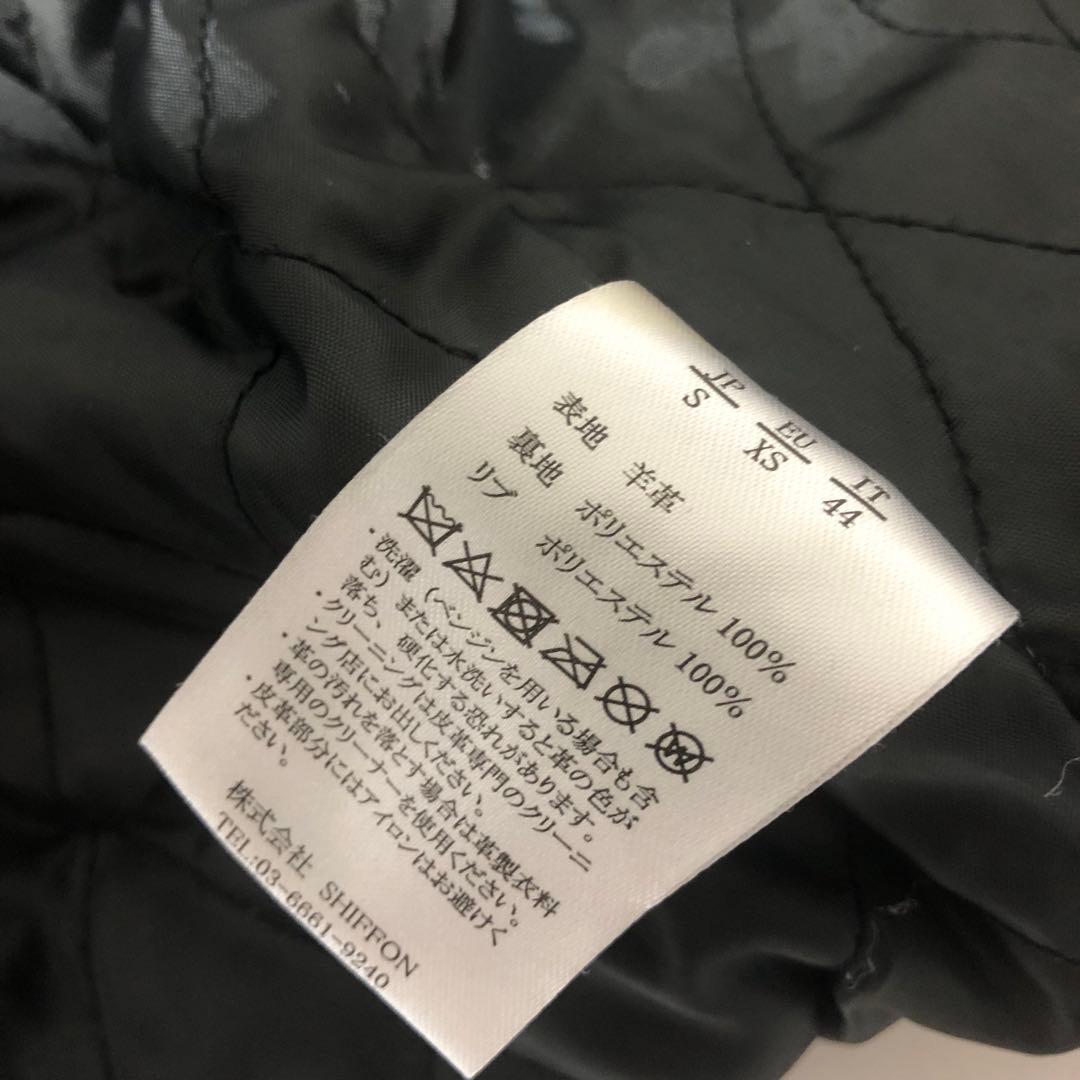 JP EU IT
S XS 44
表地 羊革
裏地 ポリエステル 100%
リブ ポリエステル 100%
・洗濯（ベンジンを用いる場合も含
む）または水洗いすると革の色が
落ち、硬化する恐れがあります。
・クリーニングは皮革専門のクリーニ
ング店にお出しください。
・革の汚れを落とす場合は革製衣料
専用のクリーナーを使用ください。
・皮革部分にはアイロンはお避けく
ださい。
株式会社 SHIFFON
TEL:03-6661-9240